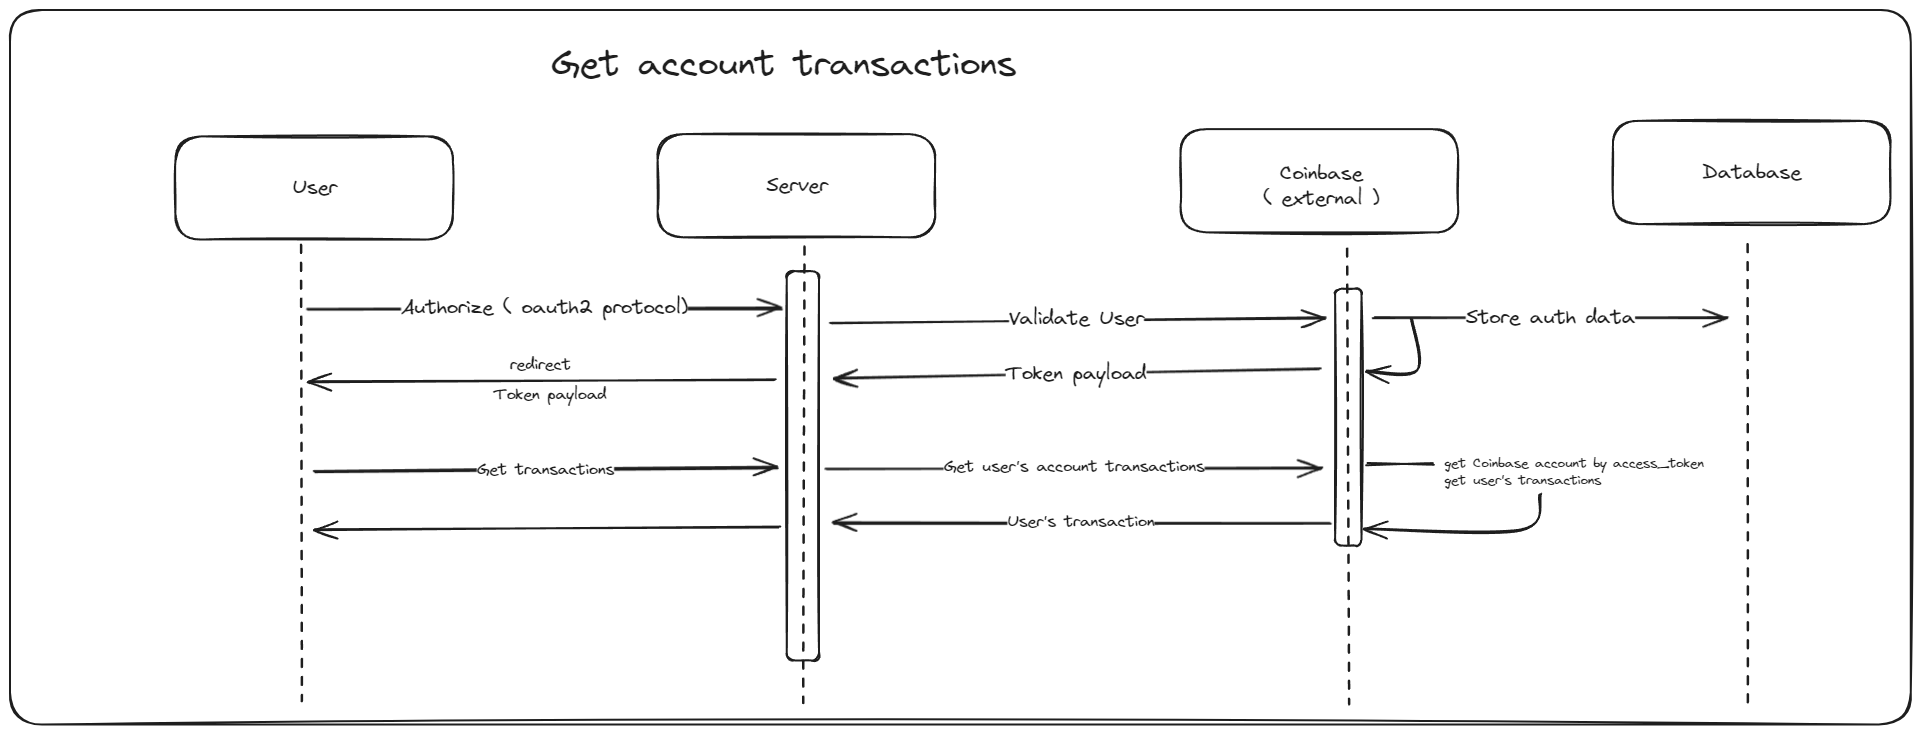 Get account transactions
User
Server
Coinbase
( external )
Database
Authorize ( oauth2 protocol)
Validate User
Store auth data
redirect
Token payload
Token payload
Get transactions
Get user's account transactions
get Coinbase account by access_token
get user's transactions
User's transaction